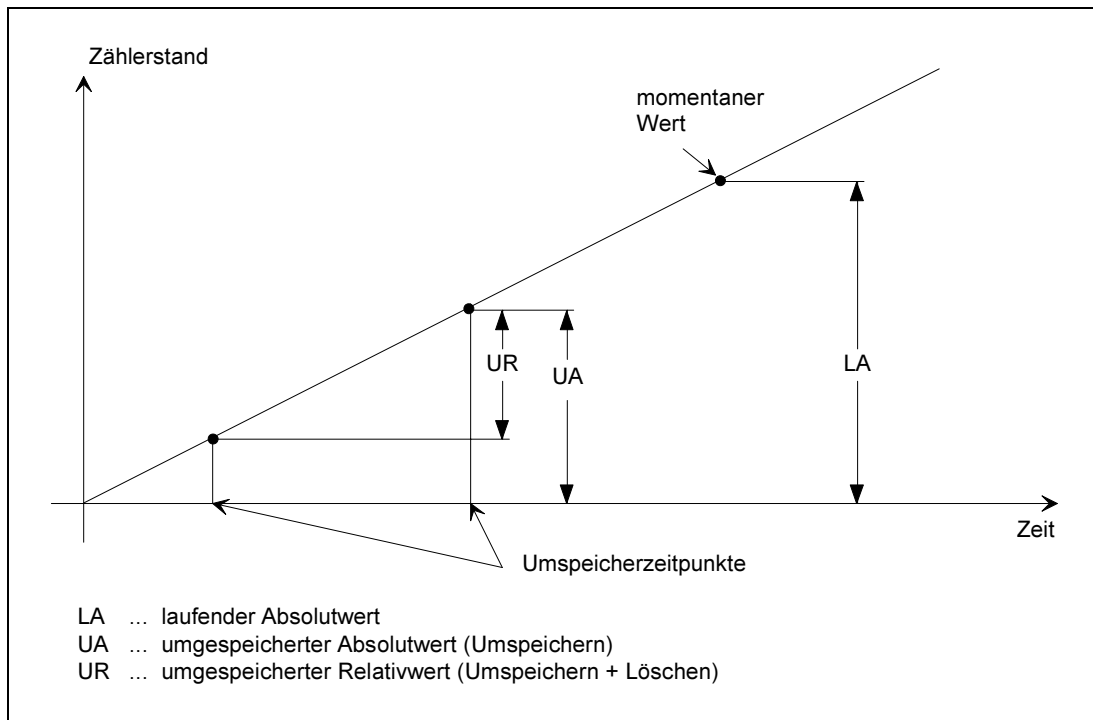 Zählerstand
momentaner
Wert
UR
UA
LA
Zeit
Umspeicherzeitpunkte
LA ... laufender Absolutwert
UA ... umgespeicherter Absolutwert (Umspeichern)
UR ... umgespeicherter Relativwert (Umspeichern + Löschen)